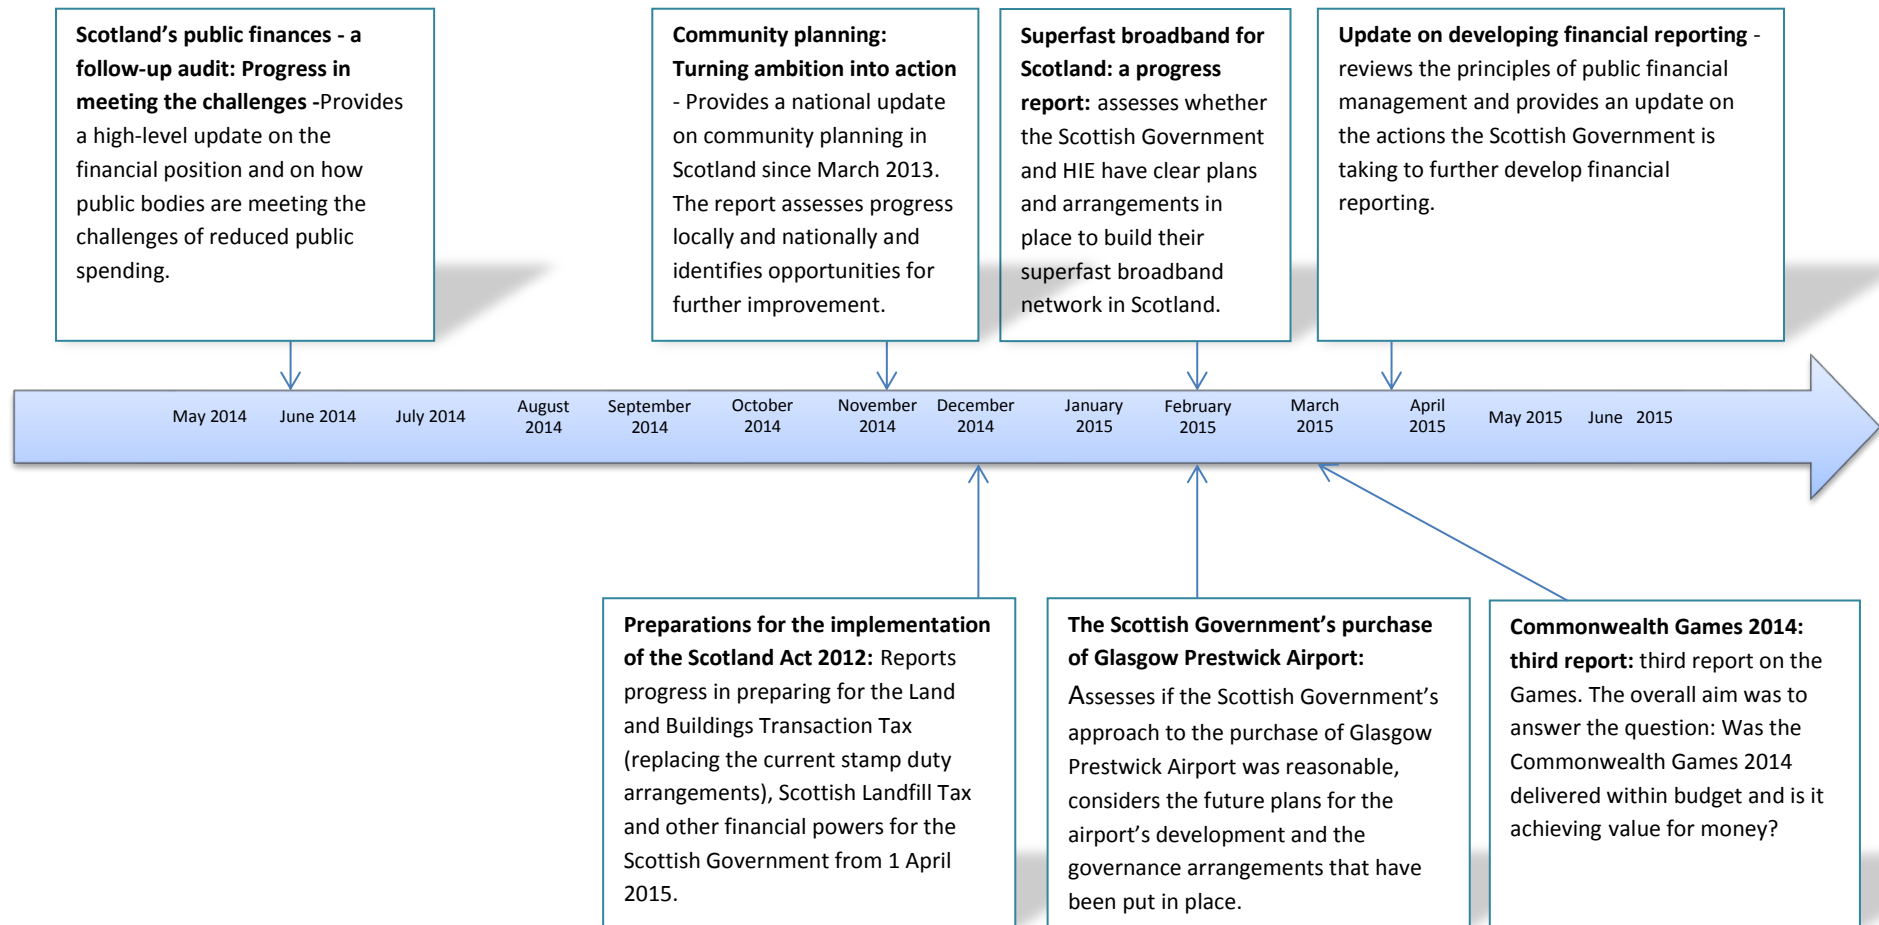 Scotland's public finances - a
follow-up audit: Progress in
meeting the challenges -Provides
a high-level update on the
financial position and on how
public bodies are meeting the
challenges of reduced public
spending.
Community planning:
Turning ambition into action
- Provides a national update
on community planning in
Scotland since March 2013.
The report assesses progress
locally and nationally and
identifies opportunities for
further improvement.
Superfast broadband for
Scotland: a progress
report: assesses whether
the Scottish Government
and HIE have clear plans
and arrangements in
place to build their
superfast broadband
network in Scotland.
Update on developing financial reporting -
reviews the principles of public financial
management and provides an update on
the actions the Scottish Government is
taking to further develop financial
reporting.
May 2014
June 2014
July 2014
August
2014
September
2014
October
2014
November
2014
December
2014
January
2015
February
2015
March
2015
April
2015
May 2015
June 2015
Preparations for the implementation
of the Scotland Act 2012: Reports
progress in preparing for the Land
and Buildings Transaction Tax
(replacing the current stamp duty
arrangements), Scottish Landfill Tax
and other financial powers for the
Scottish Government from 1 April
2015.
The Scottish Government's purchase
of Glasgow Prestwick Airport:
Assesses if the Scottish Government's
approach to the purchase of Glasgow
Prestwick Airport was reasonable,
considers the future plans for the
airport's development and the
governance arrangements that have
been put in place.
Commonwealth Games 2014:
third report: third report on the
Games. The overall aim was to
answer the question: Was the
Commonwealth Games 2014
delivered within budget and is it
achieving value for money?